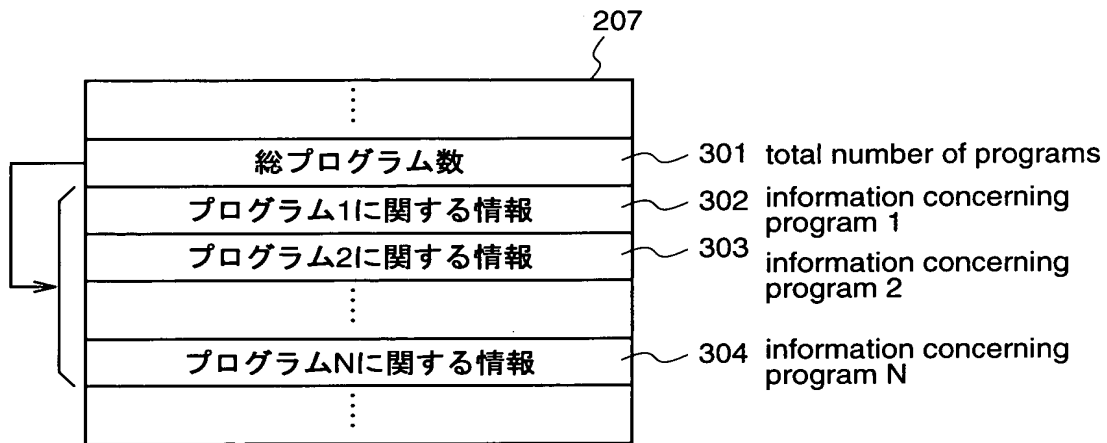 207
⋮
総プログラム数
301 total number of programs
プログラム1に関する情報
302 information concerning
program 1
プログラム2に関する情報
303 information concerning
program 2
⋮
プログラムNに関する情報
304 information concerning
program N
⋮